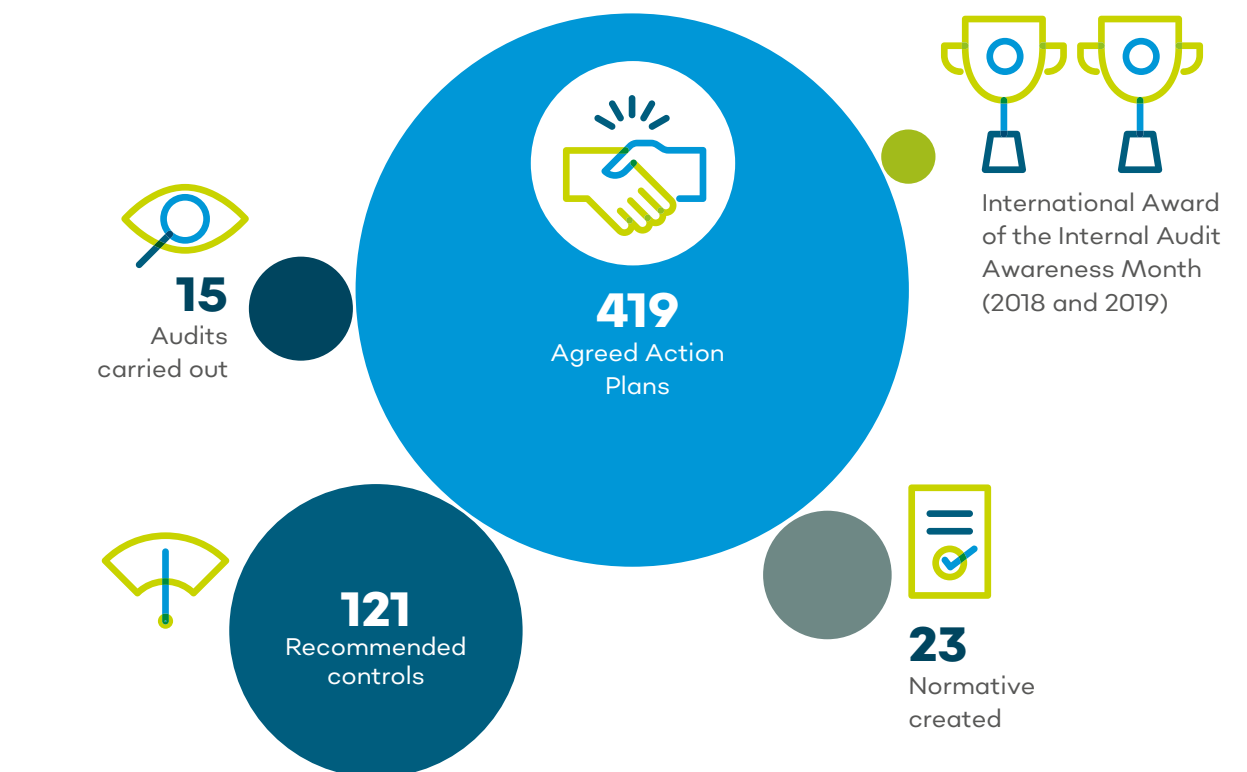 International Award
of the Internal Audit
Awareness Month
(2018 and 2019)
15
Audits
carried out
419
Agreed Action
Plans
121
Recommended
controls
23
Normative
created